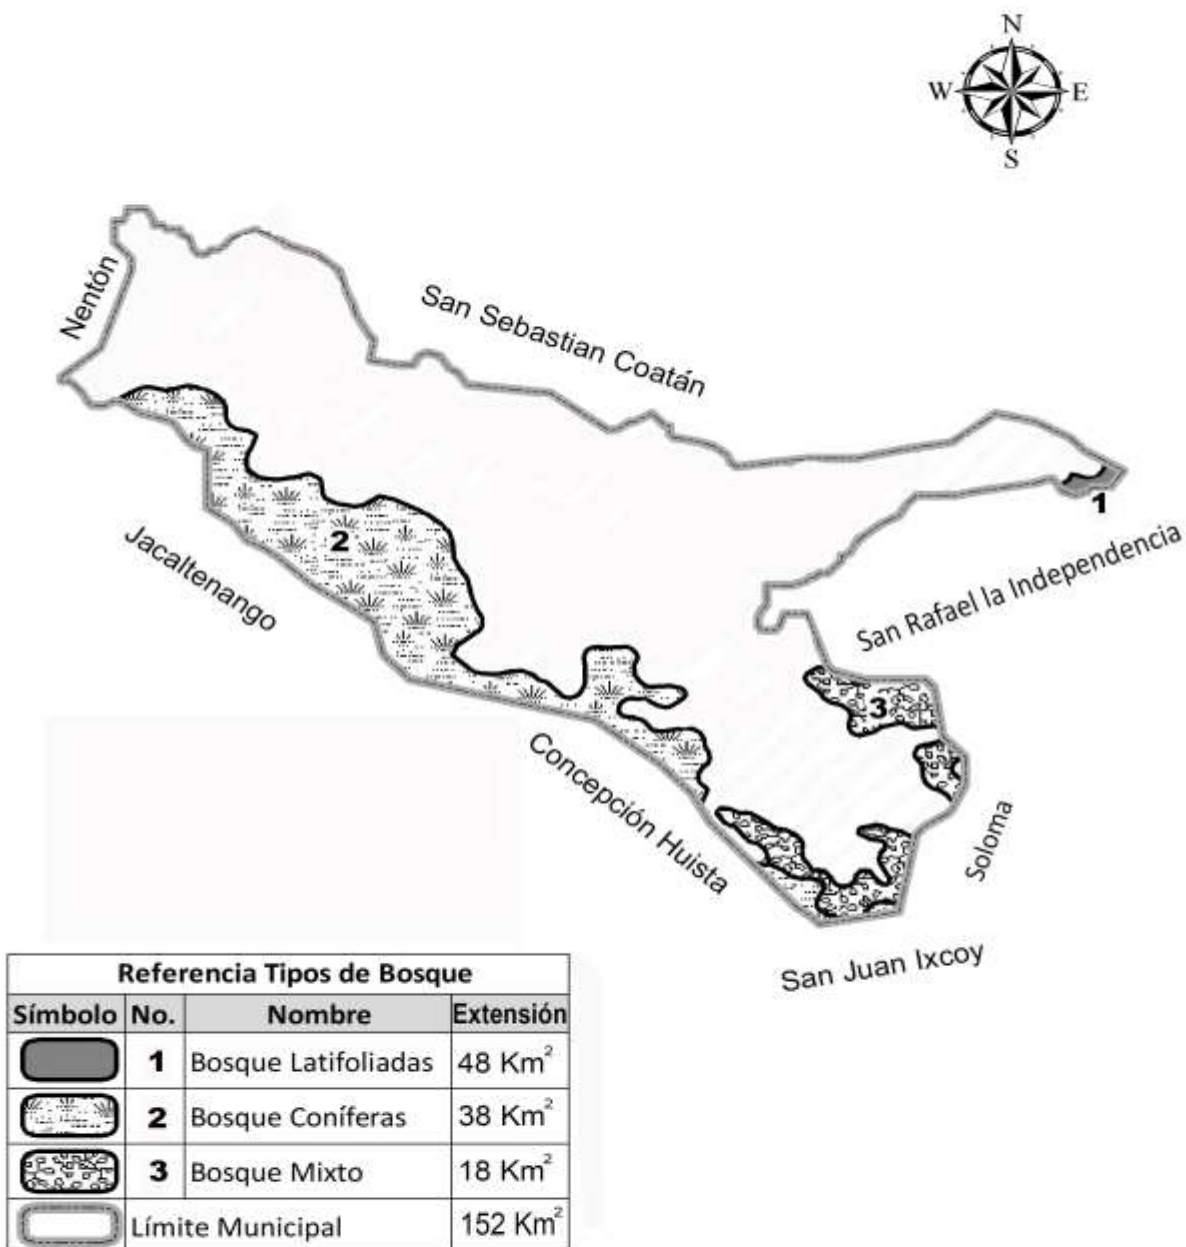 N
W E
S
Nentón
San Sebastian Coatán
1
2
Jacaltenango
San Rafael la Independencia
3
Concepción Huista
Soloma
San Juan Ixcoy
Referencia Tipos de Bosque
Símbolo No. Nombre Extensión
1 Bosque Latifoliadas 48 Km²
2 Bosque Coníferas 38 Km²
3 Bosque Mixto 18 Km²
Límite Municipal 152 Km²